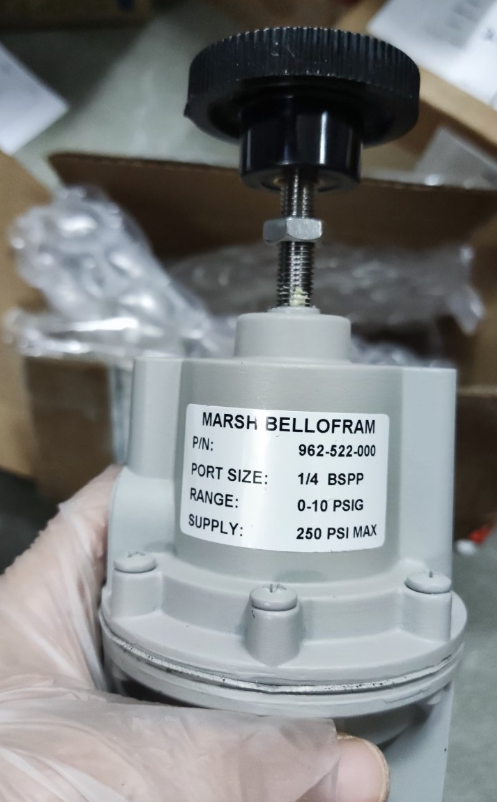 MARSH BELLOFRAM
P/N: 962-522-000
PORT SIZE: 1/4 BSPP
RANGE: 0-10 PSIG
SUPPLY: 250 PSI MAX